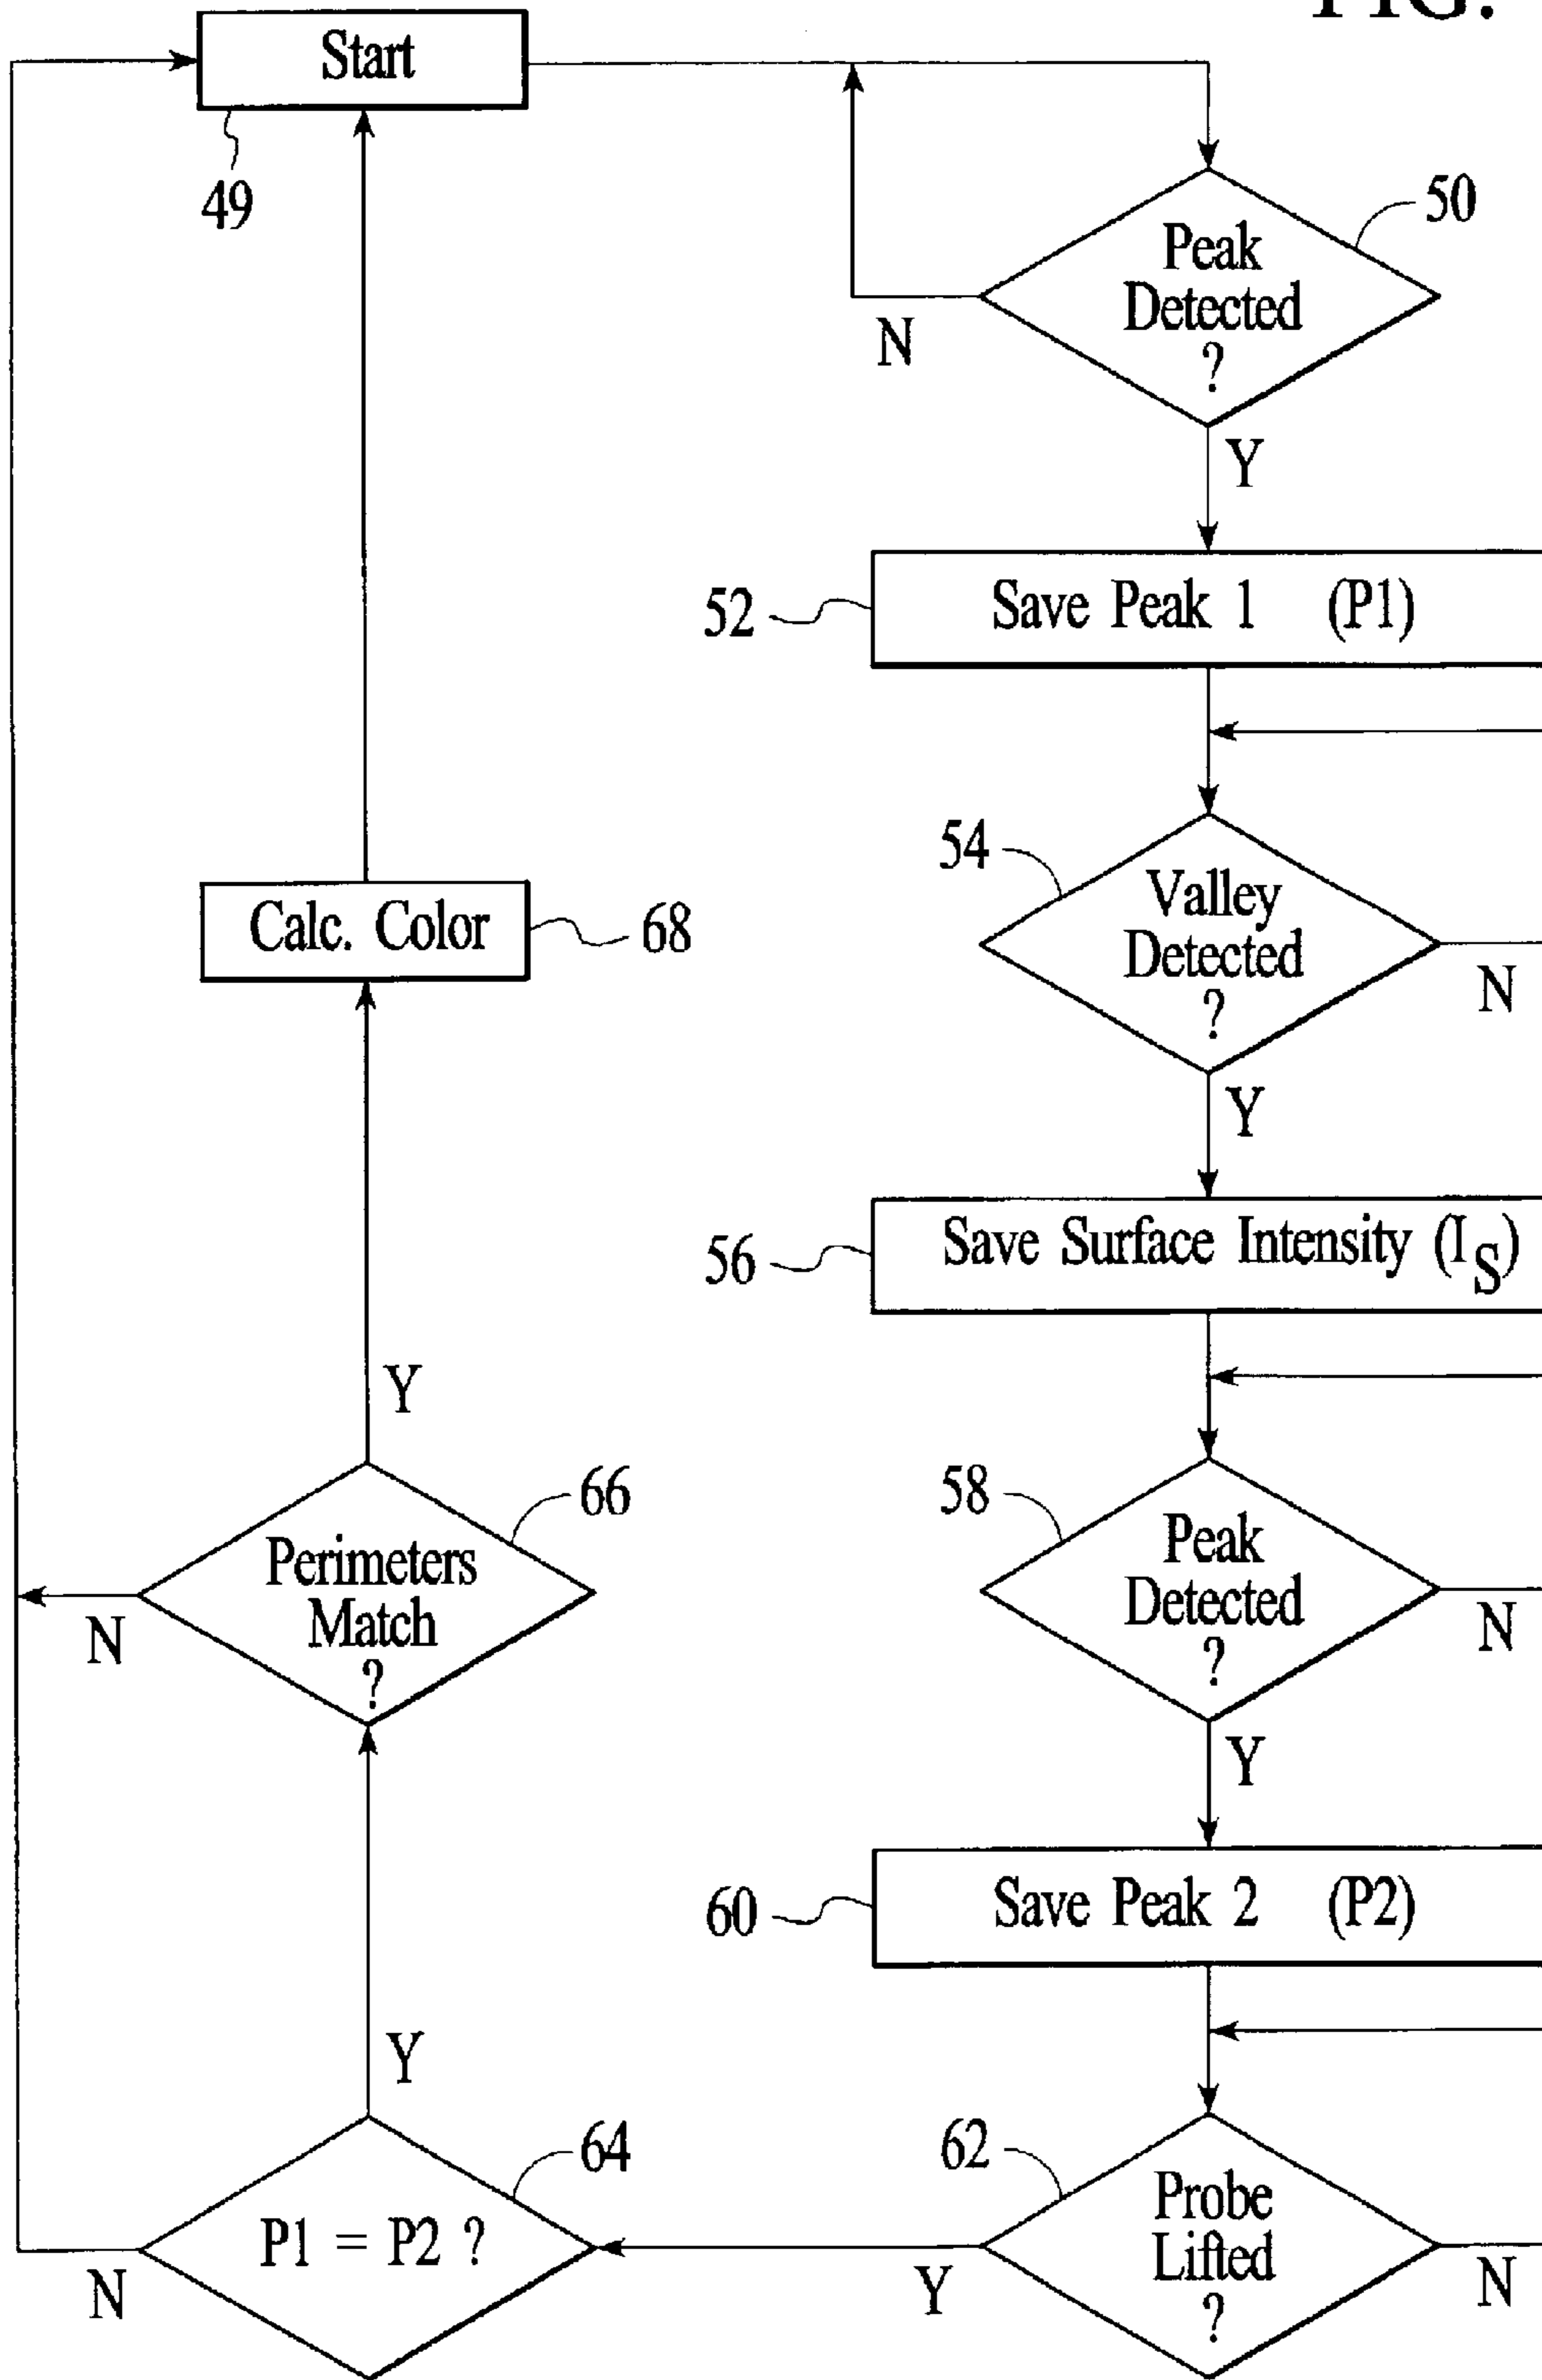 FIG.
Start
49
Peak
Detected
?
50
N
Y
52
Save Peak 1 (P1)
54
Valley
Detected
?
N
Y
56
Save Surface Intensity (IS)
58
Peak
Detected
?
N
Y
60
Save Peak 2 (P2)
62
Probe
Lifted
?
N
Y
64
P1 = P2 ?
N
Y
66
Perimeters
Match
?
N
Y
Calc. Color
68